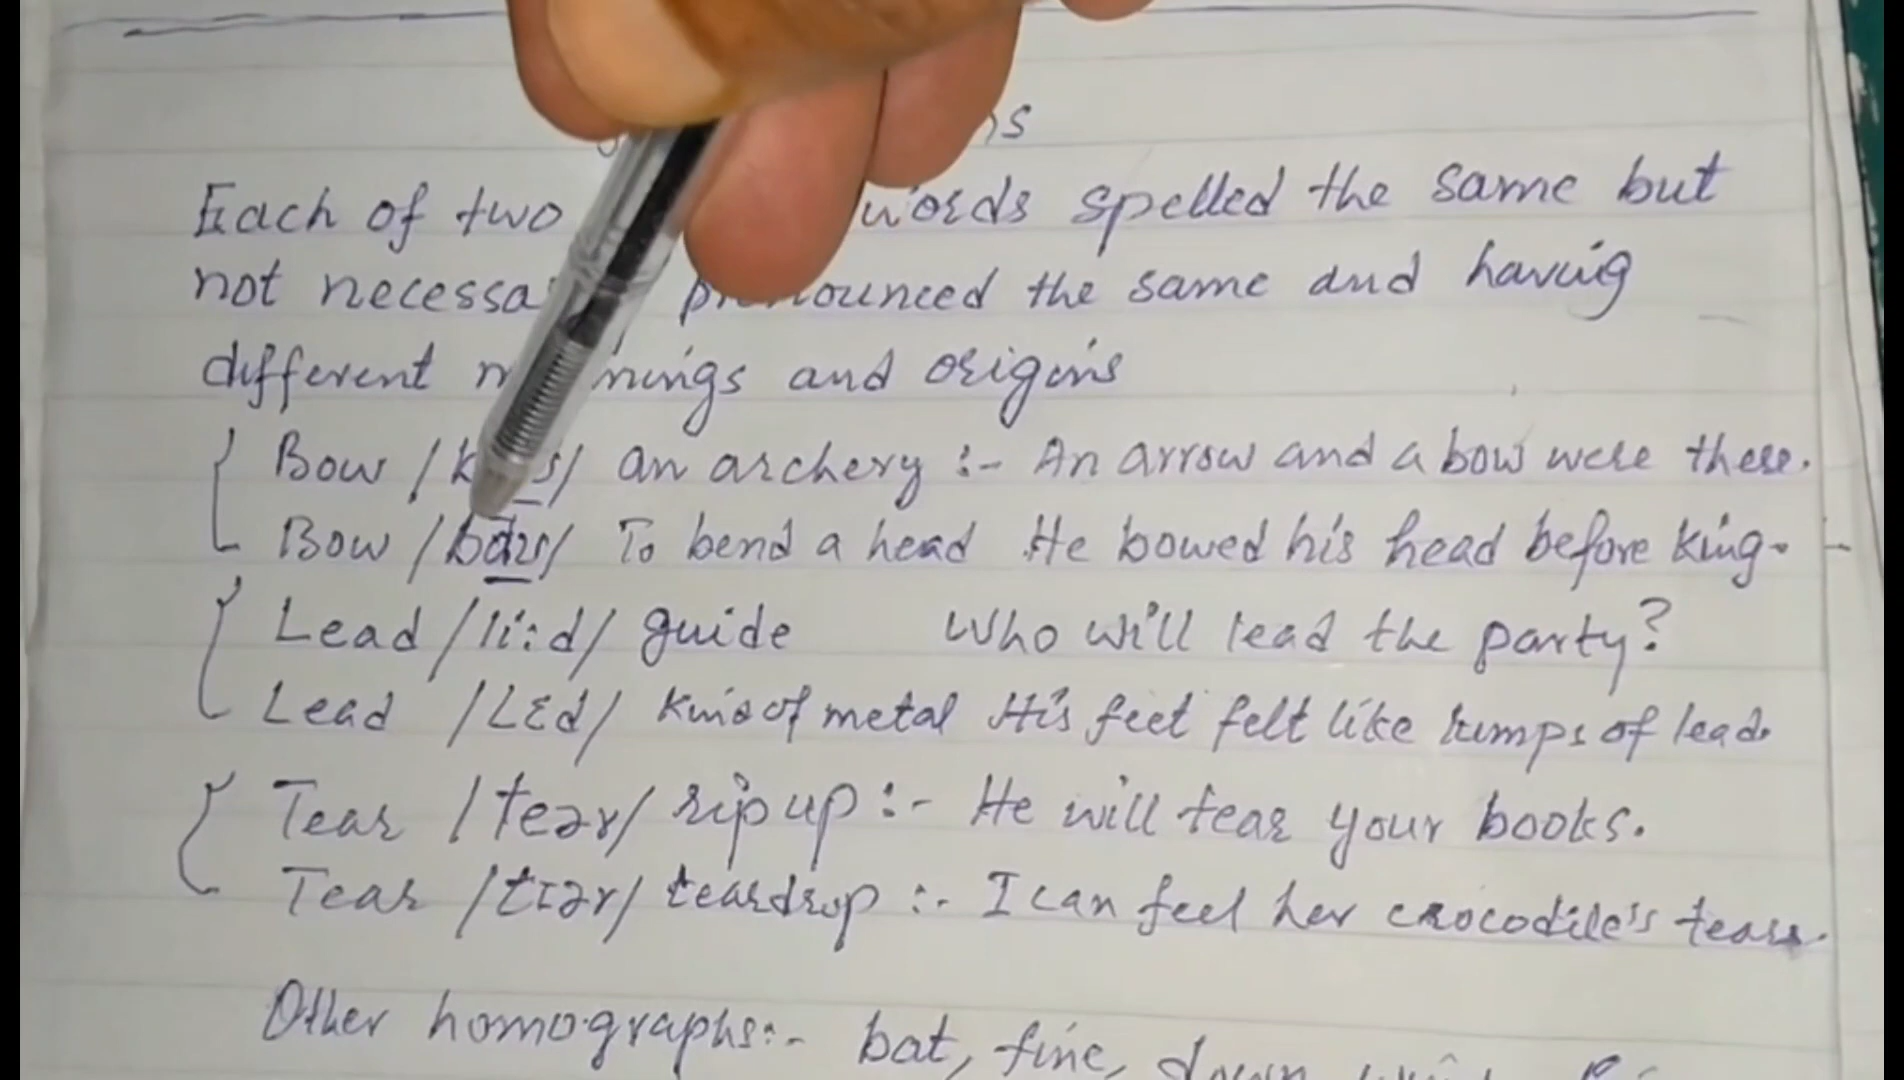 Each of two words spelled the same but
not pronounced the same and having
different and origins
Bow an archery :- An arrow and a bow were there.
Bow /baʊ/ To bend a head He bowed his head before king.
Lead /li:d/ guide Who will lead the party?
Lead /LƐd/ kind of metal His feet felt like lumps of lead.
Tear /teər/ rip up :- He will tear your books.
Tear /tɪər/ teardrop :- I can feel her crocodile's tears.
Other homographs:- bat, fine, down